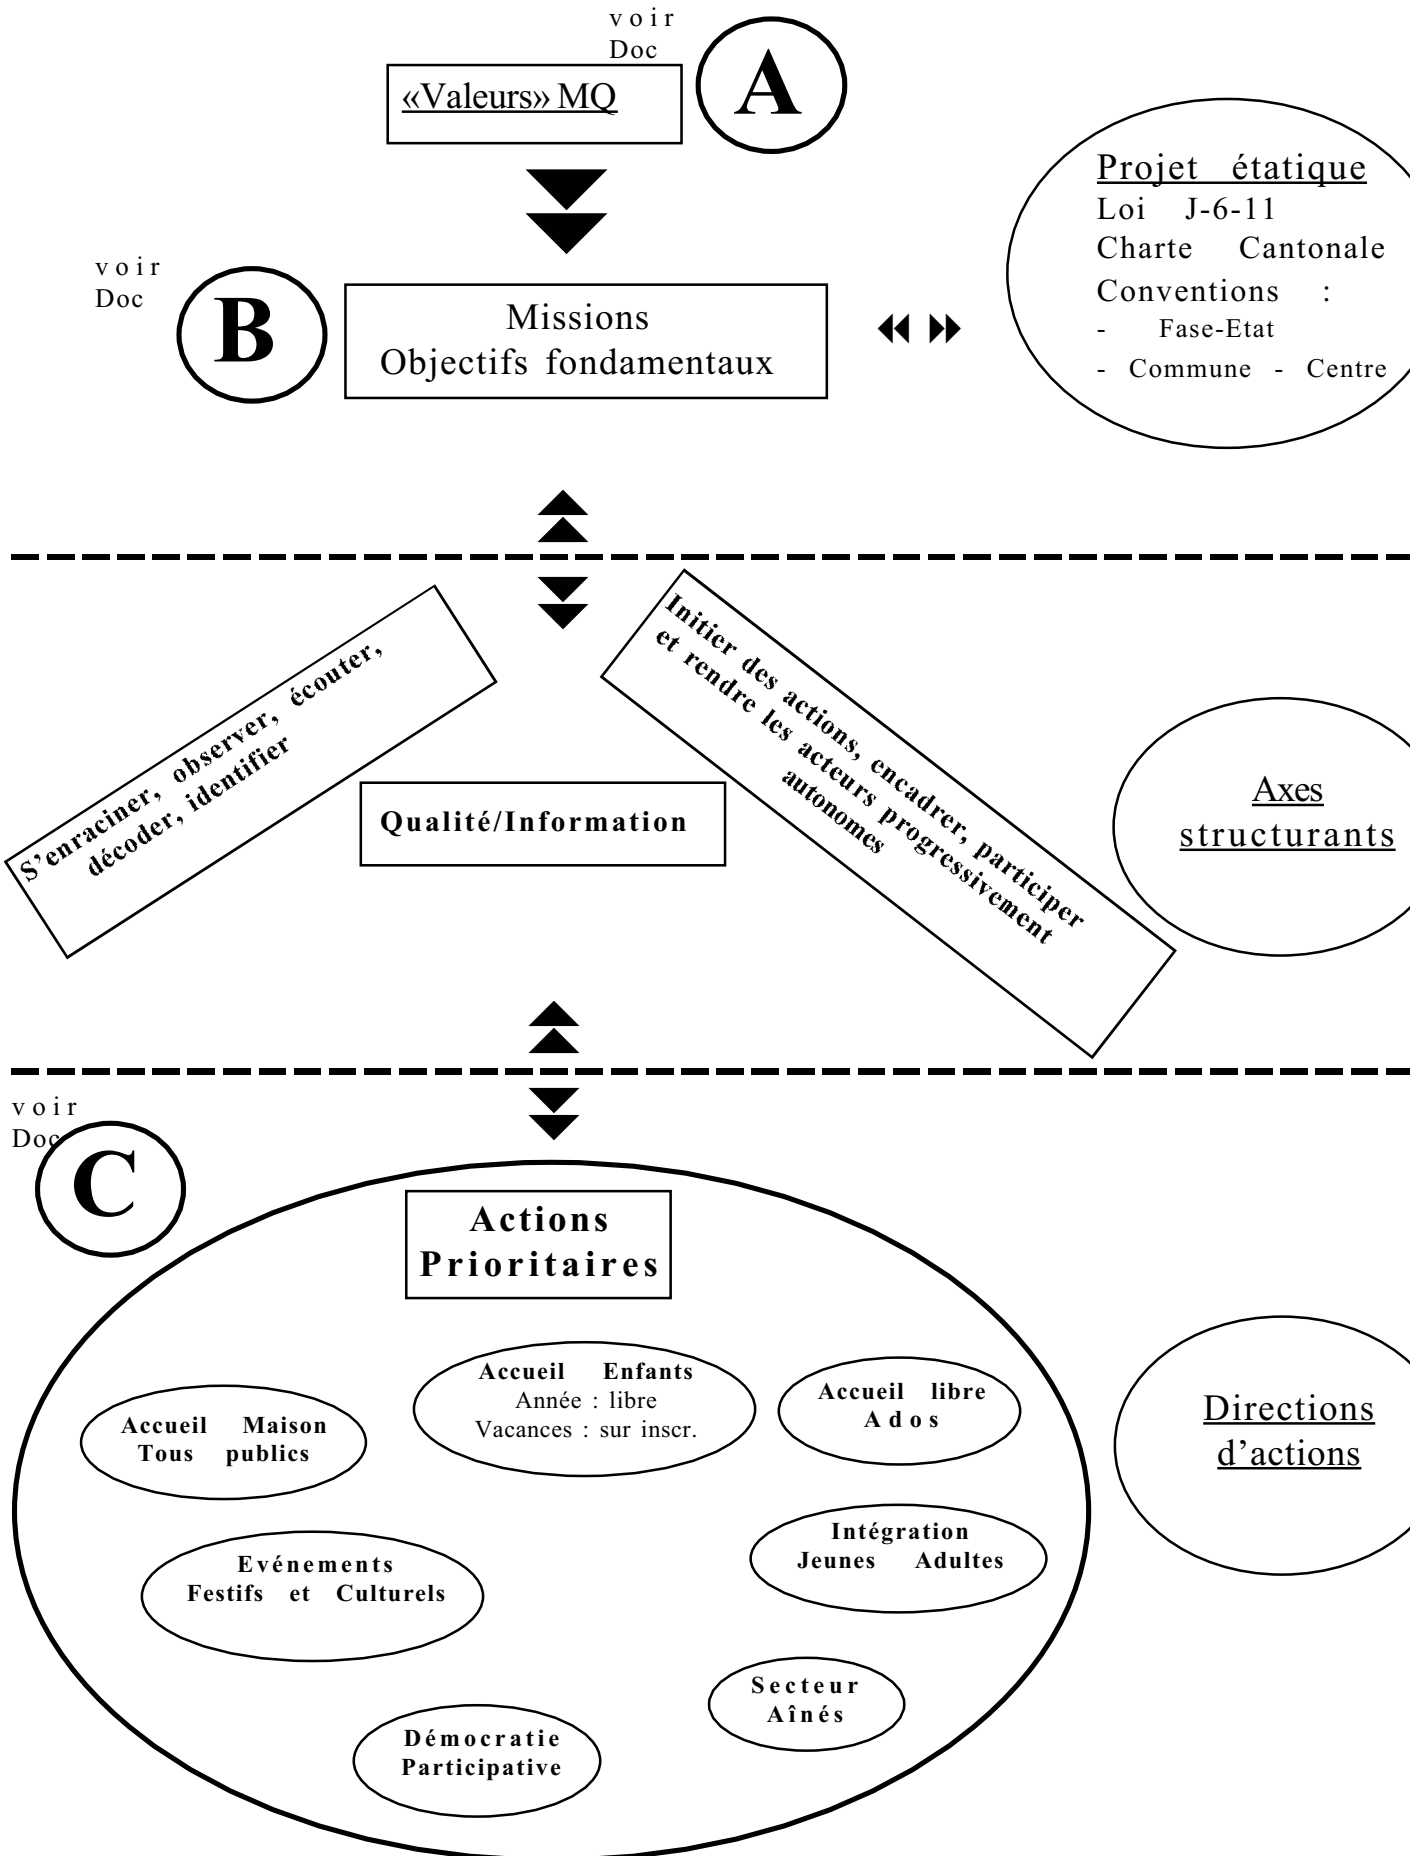 voir
Doc
«Valeurs» MQ
A
Projet étatique
Loi J-6-11
Charte Cantonale
Conventions :
- Fase-Etat
- Commune - Centre
voir
Doc
B
Missions
Objectifs fondamentaux
S'enraciner, observer, écouter,
décoder, identifier
Initier des actions, encadrer, participer
et rendre les acteurs progressivement
autonomes
Qualité/Information
Axes
structurants
voir
Doc
C
Actions
Prioritaires
Accueil Enfants
Année : libre
Vacances : sur inscr.
Accueil libre
Ados
Accueil Maison
Tous publics
Directions
d'actions
Intégration
Jeunes Adultes
Evénements
Festifs et Culturels
Secteur
Aînés
Démocratie
Participative